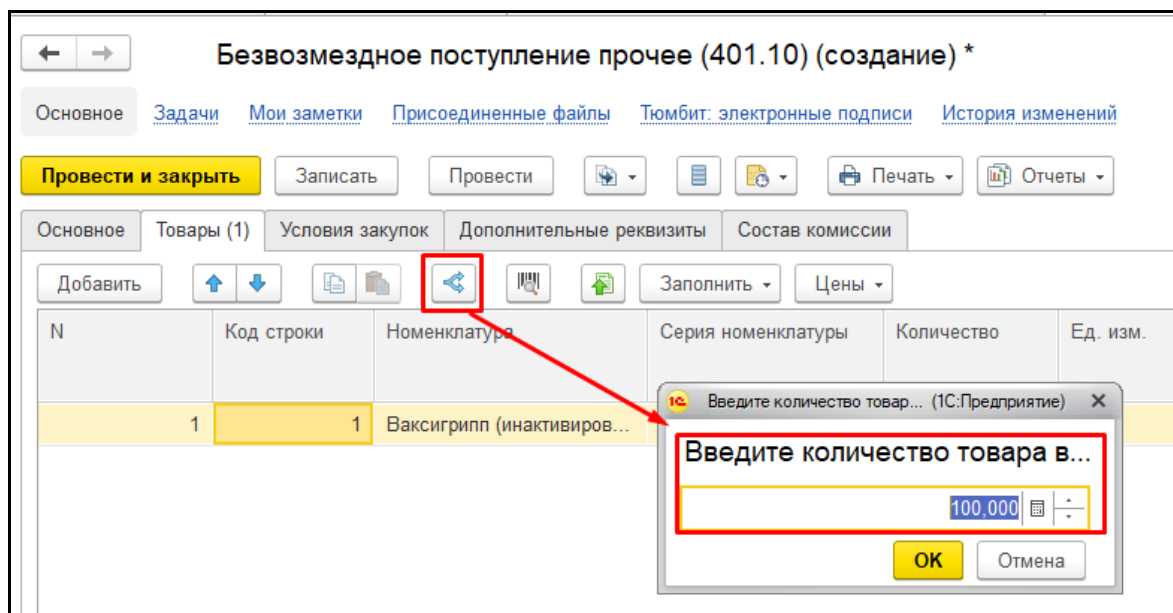 Безвозмездное поступление прочее (401.10) (создание) *
Основное Задачи Мои заметки Присоединенные файлы Тюмбит: электронные подписи История изменений
Провести и закрыть Записать Провести Печать Отчеты
Основное Товары (1) Условия закупок Дополнительные реквизиты Состав комиссии
Добавить Заполнить Цены
N Код строки Номенклатура Серия номенклатуры Количество Ед. изм.
1 1 Ваксигрипп (инактивиров...
1С Введите количество товар... (1С:Предприятие)
Введите количество товара в...
100,000
ОК Отмена